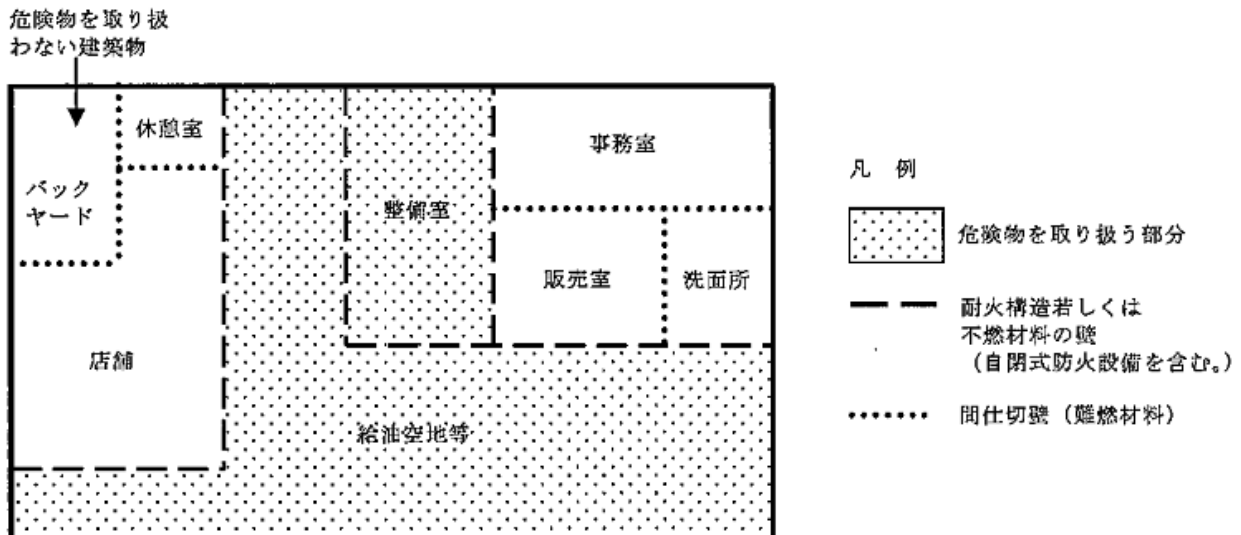 危険物を取り扱
わない建築物
休憩室
事務室
バック
ヤード
整備室
販売室
洗面所
店舗
給油空地等
凡 例
危険物を取り扱う部分
耐火構造若しくは
不燃材料の壁
(自閉式防火設備を含む。)
間仕切壁(難燃材料)